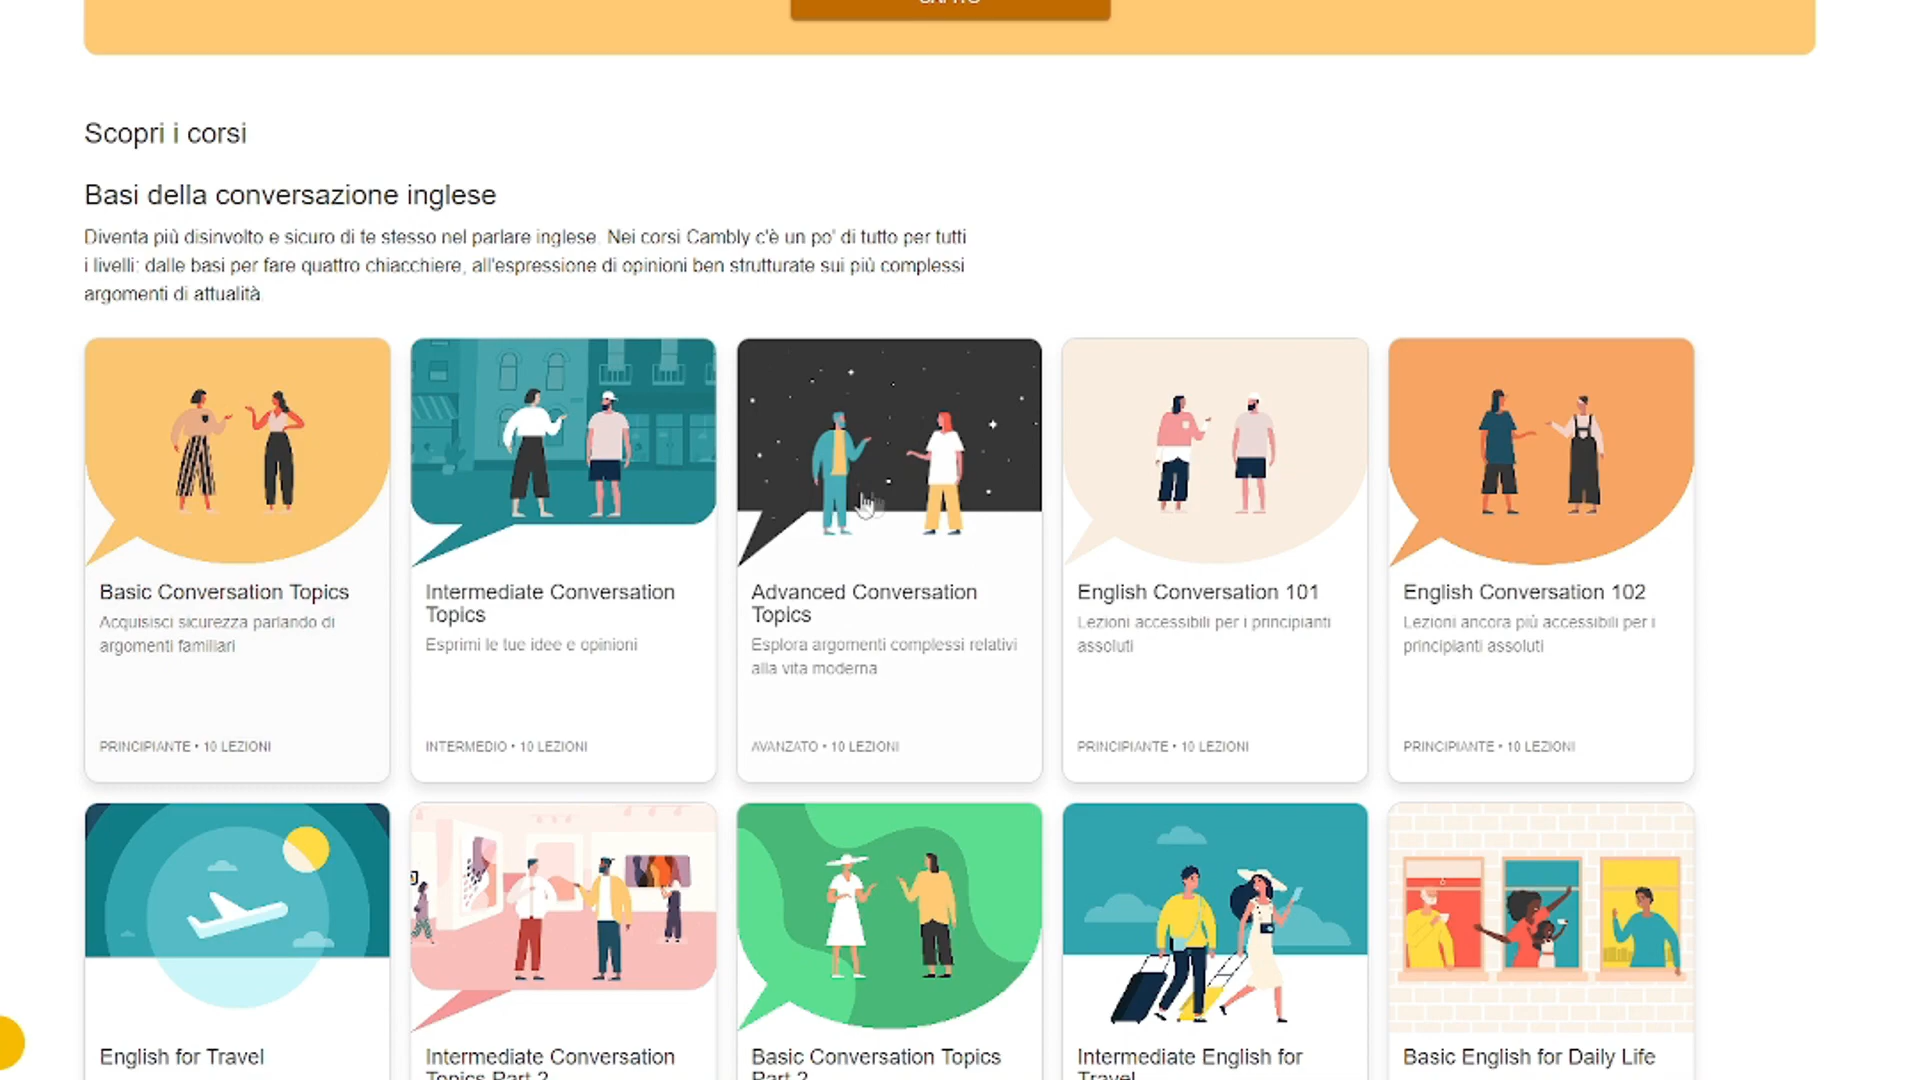 Scopri i corsi
Basi della conversazione inglese
Diventa più disinvolto e sicuro di te stesso nel parlare inglese. Nei corsi Cambly c'è un po' di tutto per tutti
i livelli: dalle basi per fare quattro chiacchiere, all'espressione di opinioni ben strutturate sui più complessi
argomenti di attualità
Basic Conversation Topics
Acquisisci sicurezza parlando di
argomenti familiari
PRINCIPIANTE • 10 LEZIONI
Intermediate Conversation
Topics
Esprimi le tue idee e opinioni
INTERMEDIO • 10 LEZIONI
Advanced Conversation
Topics
Esplora argomenti complessi relativi
alla vita moderna
AVANZATO • 10 LEZIONI
English Conversation 101
Lezioni accessibili per i principianti
assoluti
PRINCIPIANTE • 10 LEZIONI
English Conversation 102
Lezioni ancora più accessibili per i
principianti assoluti
PRINCIPIANTE • 10 LEZIONI
English for Travel
Intermediate Conversation
Topics Part 2
Basic Conversation Topics
Part 2
Intermediate English for
Travel
Basic English for Daily Life